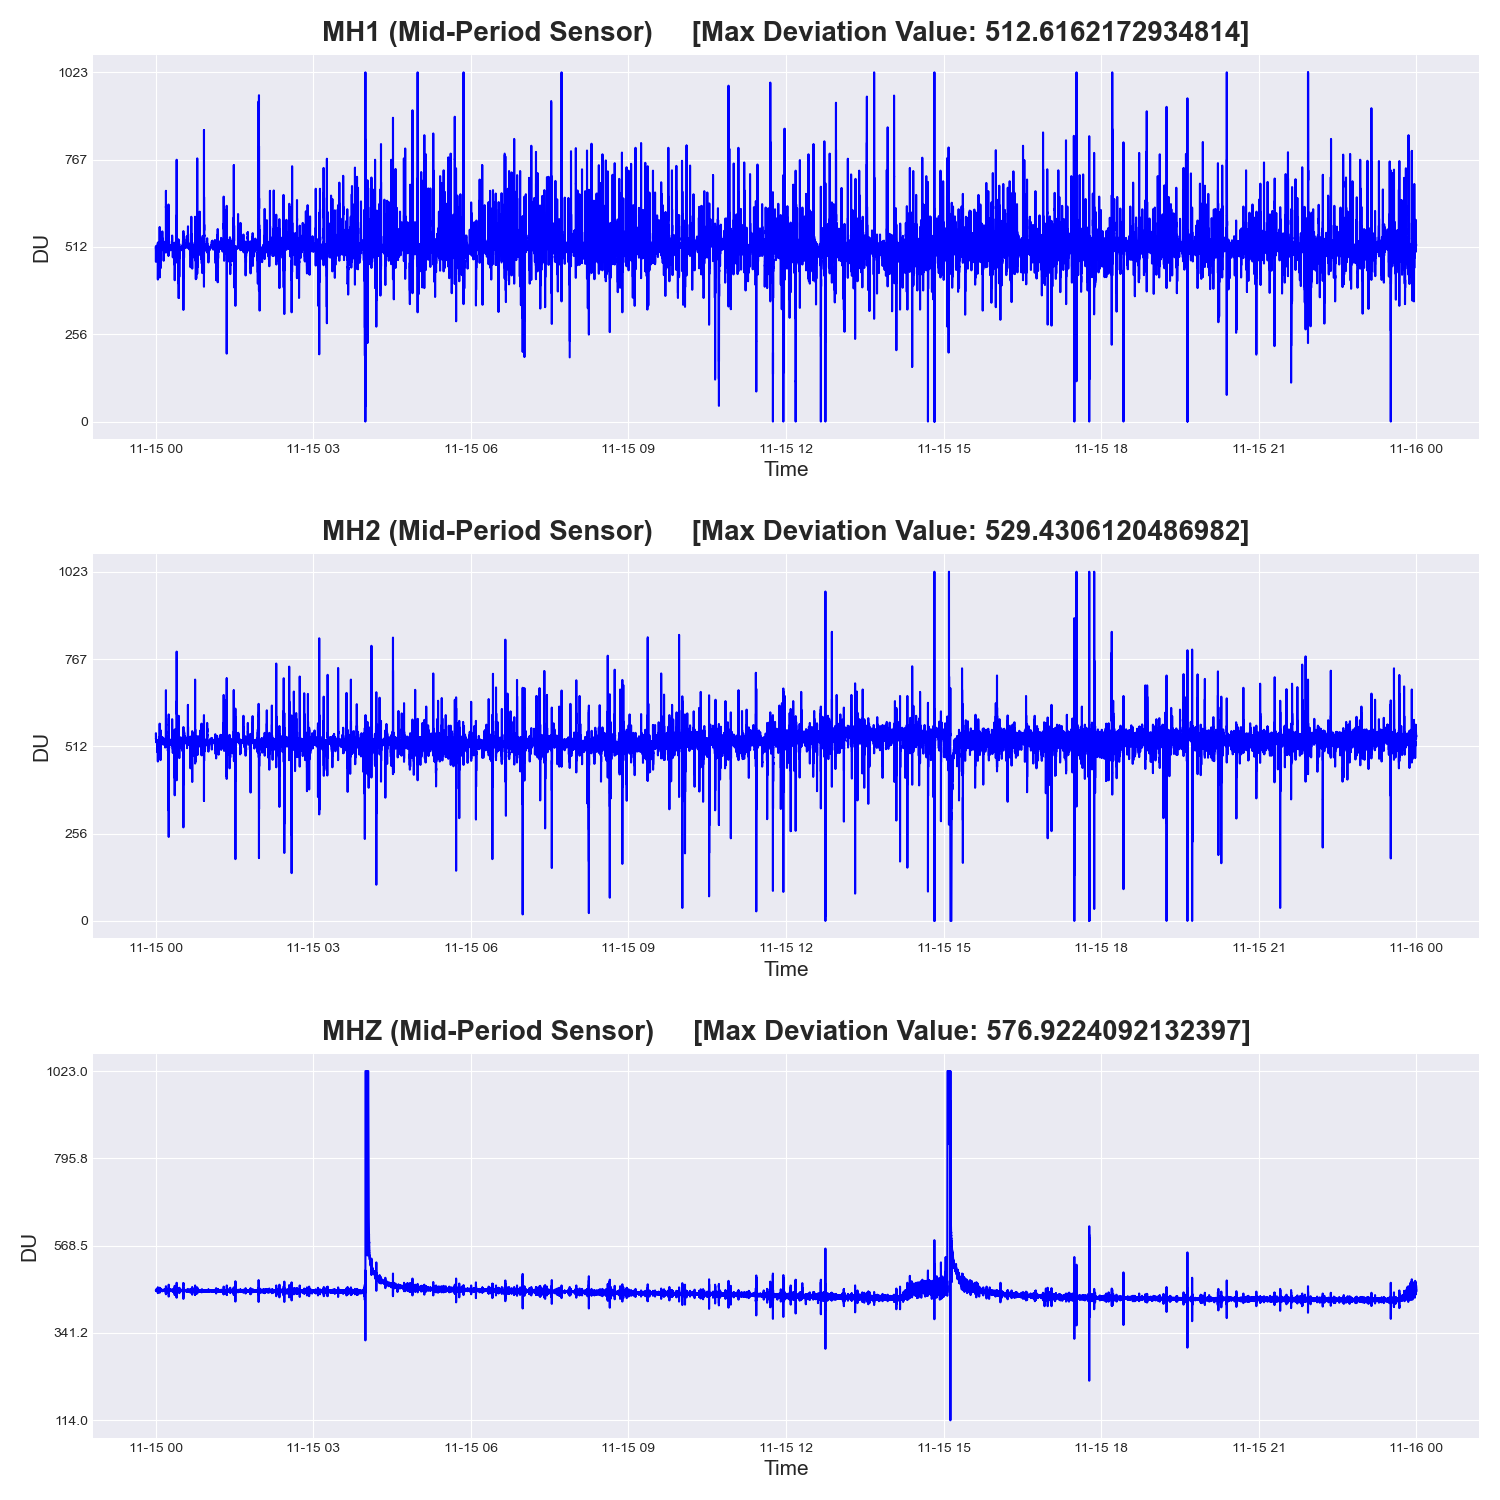 MH1 (Mid-Period Sensor) [Max Deviation Value: 512.6162172934814]
1023
767
512
256
0
DU
11-15 00 11-15 03 11-15 06 11-15 09 11-15 12 11-15 15 11-15 18 11-15 21 11-16 00
Time
MH2 (Mid-Period Sensor) [Max Deviation Value: 529.4306120486982]
1023
767
512
256
0
DU
11-15 00 11-15 03 11-15 06 11-15 09 11-15 12 11-15 15 11-15 18 11-15 21 11-16 00
Time
MHZ (Mid-Period Sensor) [Max Deviation Value: 576.9224092132397]
1023.0
795.8
568.5
341.2
114.0
DU
11-15 00 11-15 03 11-15 06 11-15 09 11-15 12 11-15 15 11-15 18 11-15 21 11-16 00
Time